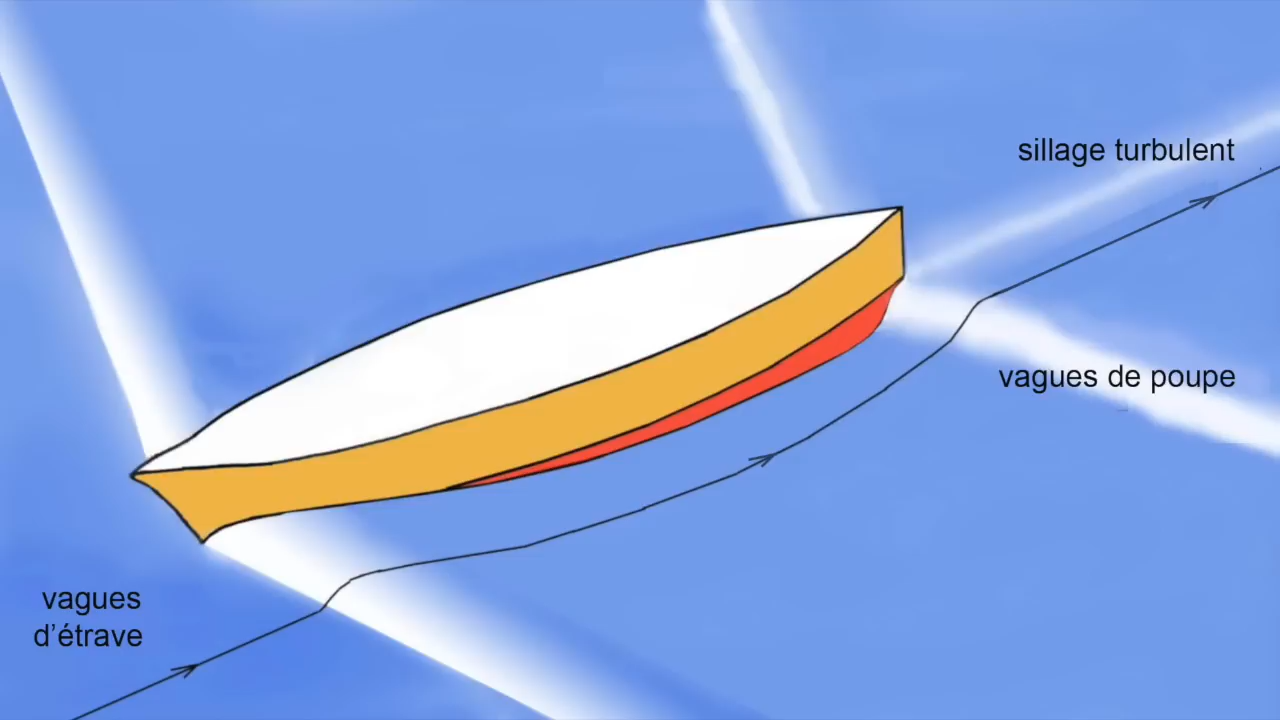 sillage turbulent
vagues de poupe
vagues
d’étrave